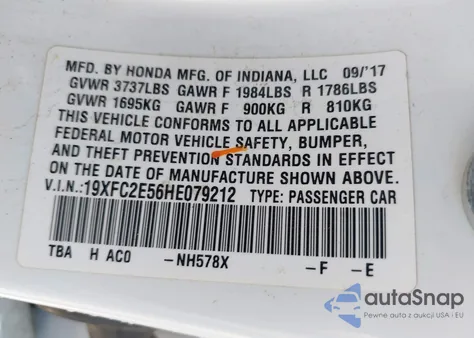 MFD. BY HONDA MFG. OF INDIANA, LLC 09/'17
GVWR 3737LBS GAWR F 1984LBS R 1786LBS
GVWR 1695KG GAWR F 900KG R 810KG
THIS VEHICLE CONFORMS TO ALL APPLICABLE
FEDERAL MOTOR VEHICLE SAFETY, BUMPER,
AND THEFT PREVENTION STANDARDS IN EFFECT
ON THE DATE OF MANUFACTURE SHOWN ABOVE.
V.I.N.: 19XFC2E56HE079212 TYPE: PASSENGER CAR
TBA H AC0 -NH578X -F -E
autoSnap
Pewne auto z USA i EU